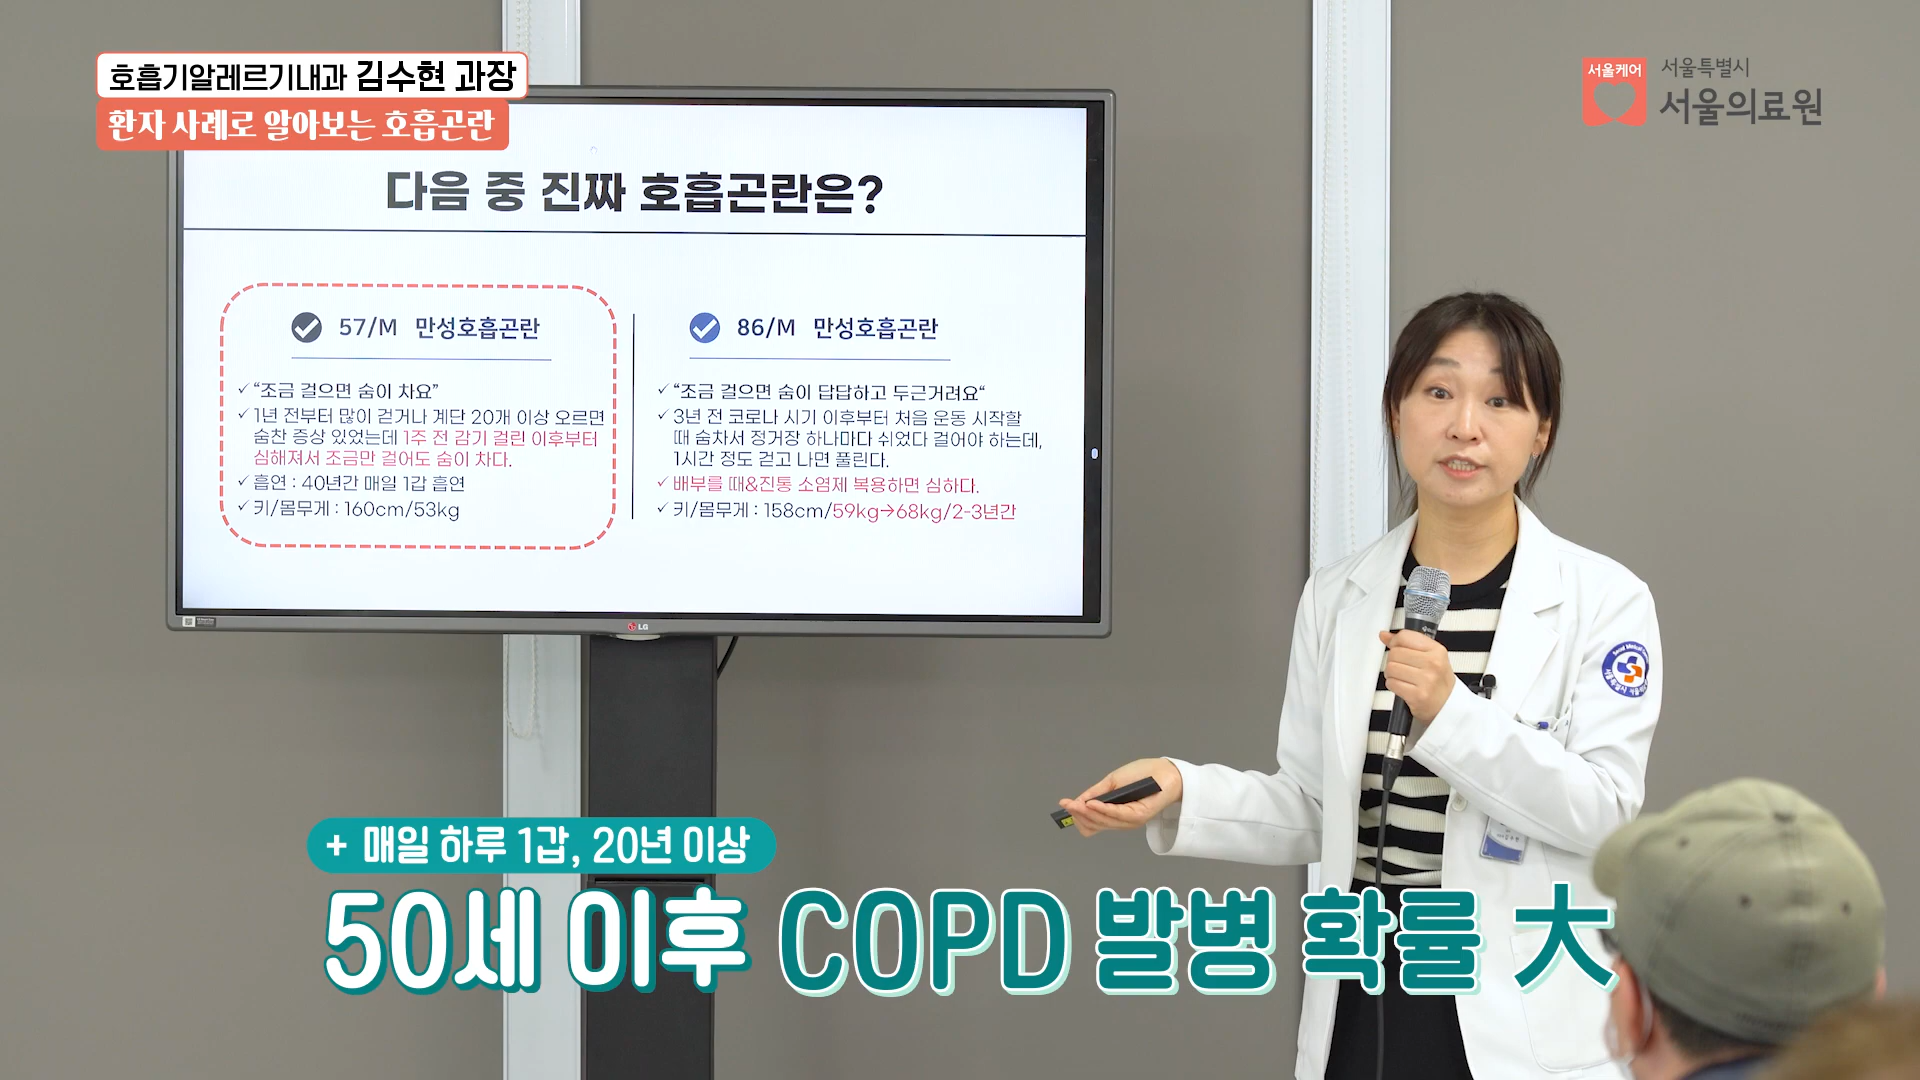 호흡기알레르기내과 김수현 과장
환자 사례로 알아보는 호흡곤란
서울케어
서울특별시
서울의료원
다음 중 진짜 호흡곤란은?
57/M 만성호흡곤란
“조금 걸으면 숨이 차요”
1년 전부터 많이 걷거나 계단 20개 이상 오르면
숨찬 증상 있었는데 1주 전 감기 걸린 이후부터
심해져서 조금만 걸어도 숨이 차다.
흡연 : 40년간 매일 1갑 흡연
키/몸무게 : 160cm/53kg
86/M 만성호흡곤란
“조금 걸으면 숨이 답답하고 두근거려요“
3년 전 코로나 시기 이후부터 처음 운동 시작할
때 숨차서 정거장 하나마다 쉬었다 걸어야 하는데,
1시간 정도 걷고 나면 풀린다.
배부를 때&진통 소염제 복용하면 심하다.
키/몸무게 : 158cm/59kg→68kg/2-3년간
LG
+ 매일 하루 1갑, 20년 이상
50세 이후 COPD 발병 확률 大